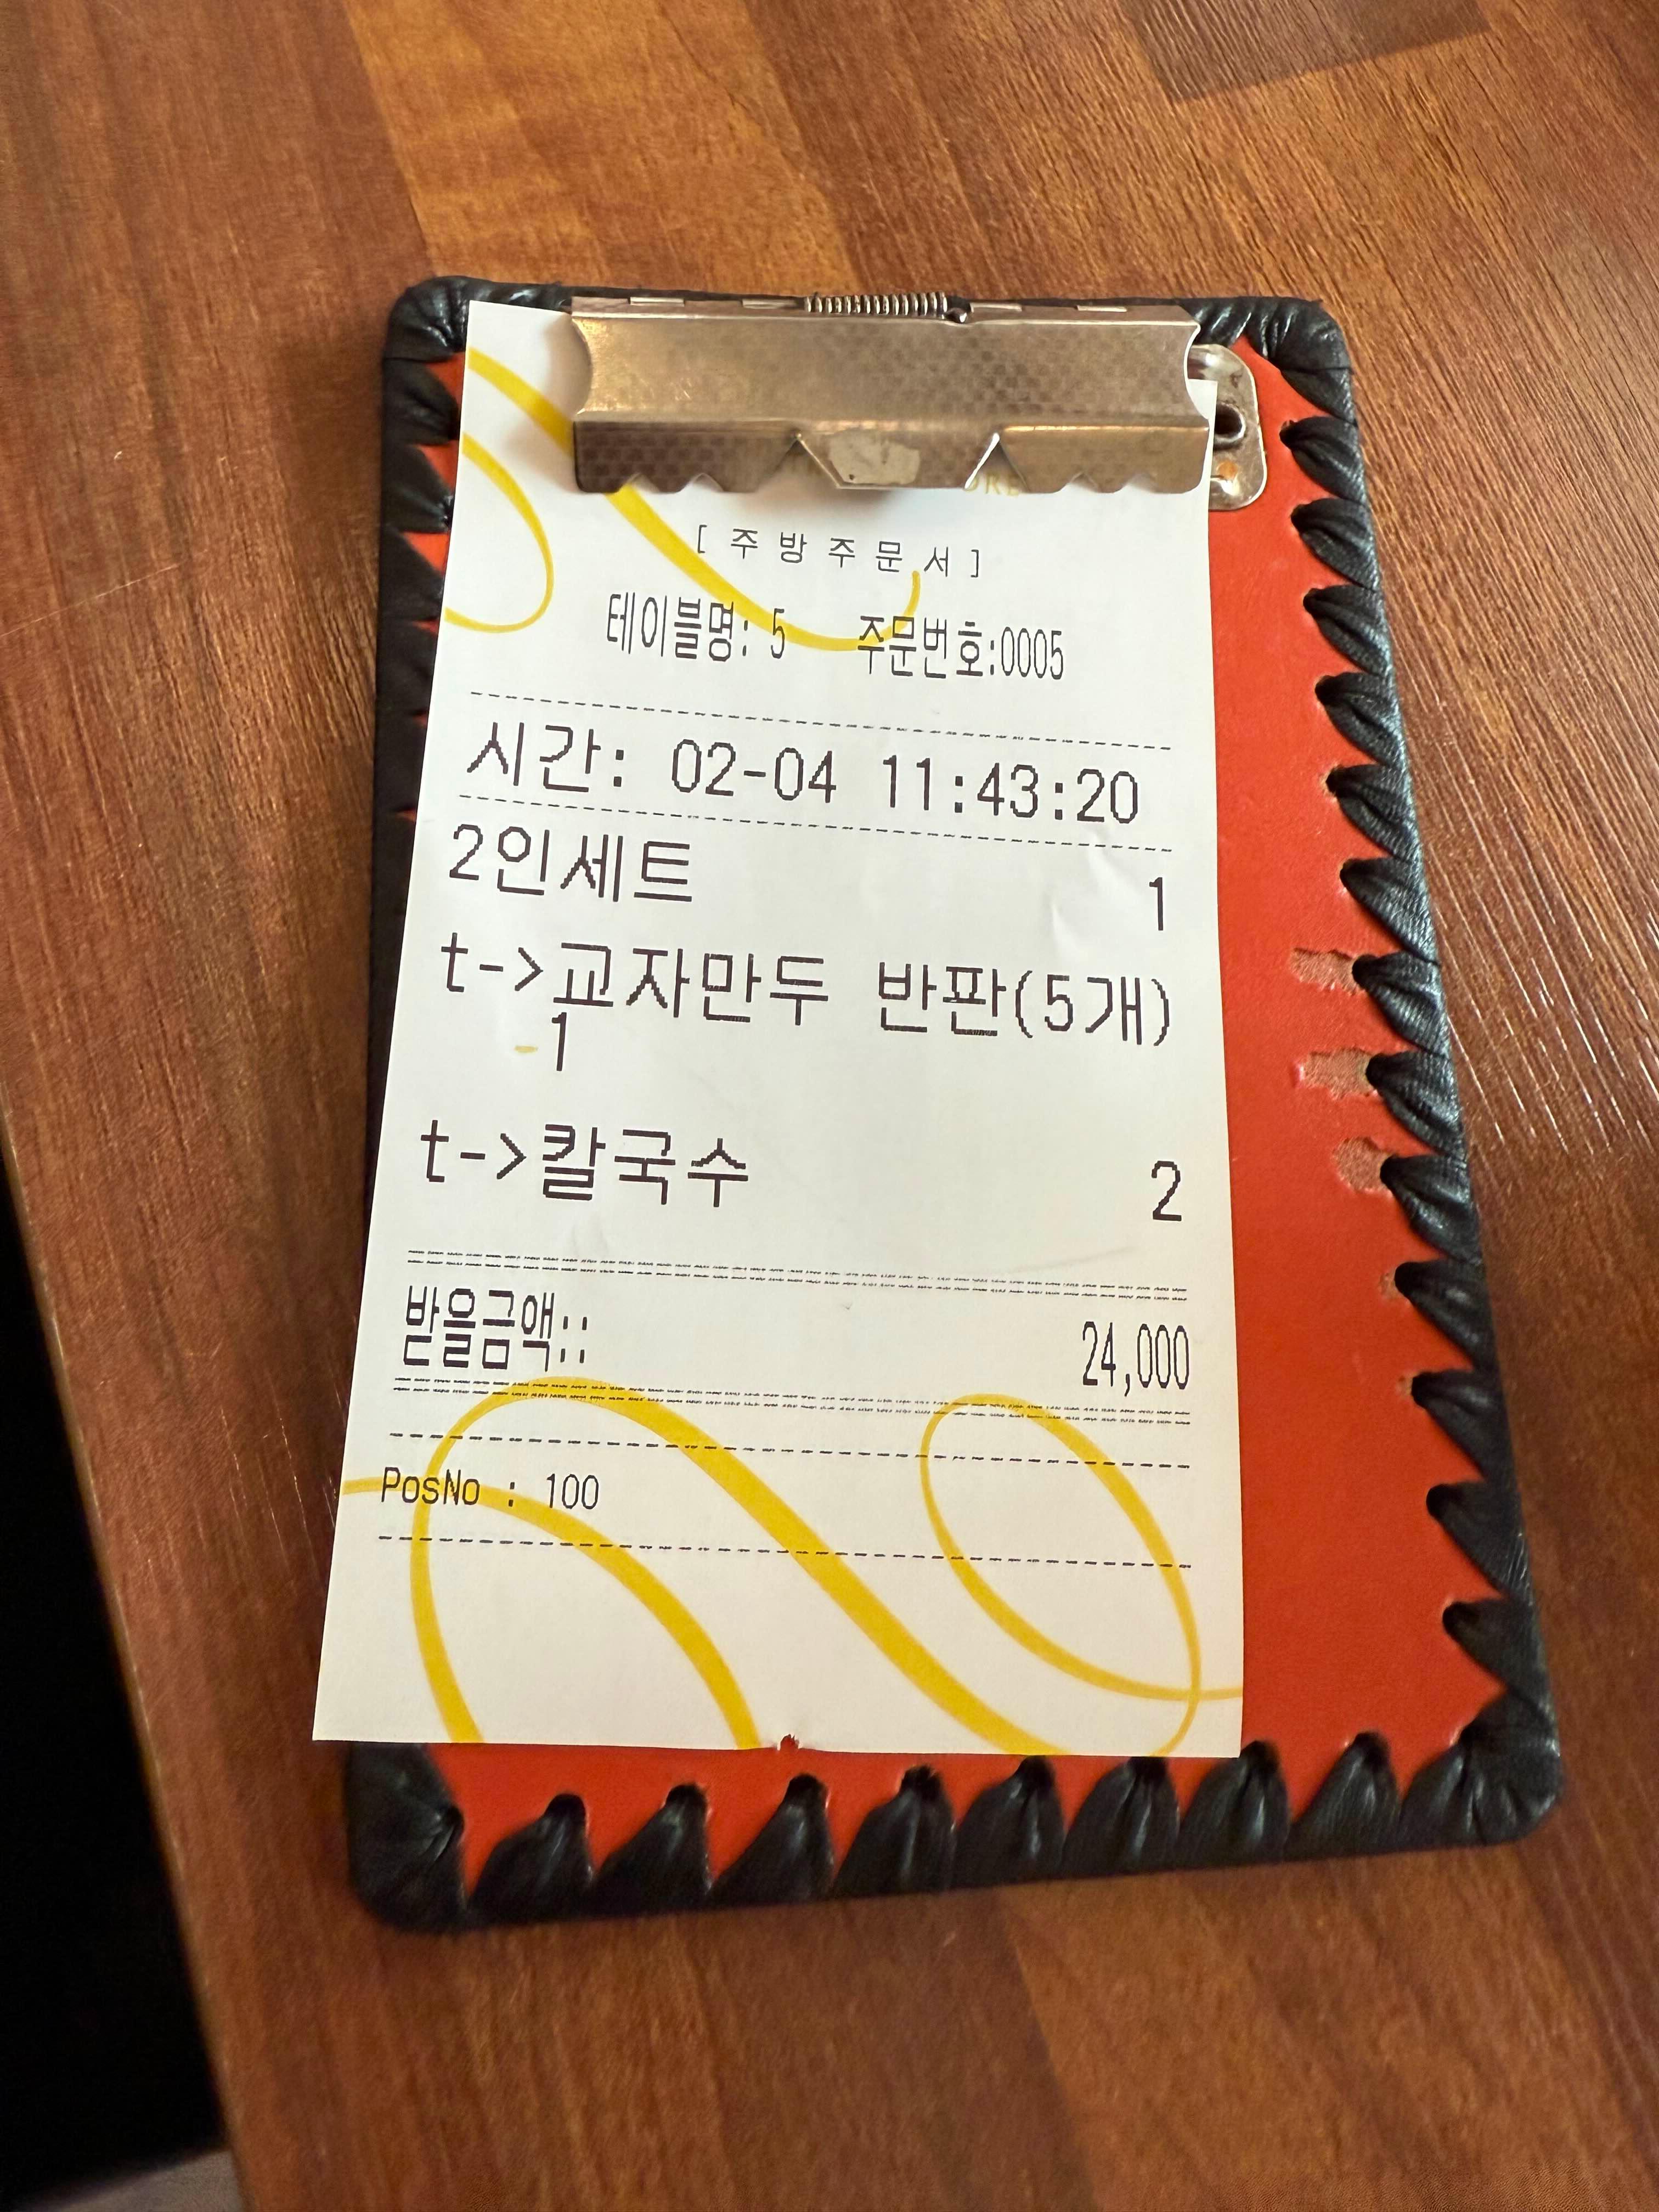 [주방주문서]
테이블명: 5 주문번호:0005
시간: 02-04 11:43:20
2인세트 1
t->교자만두 반판(5개)
1
t->칼국수 2
받을금액:: 24,000
PosNo : 100